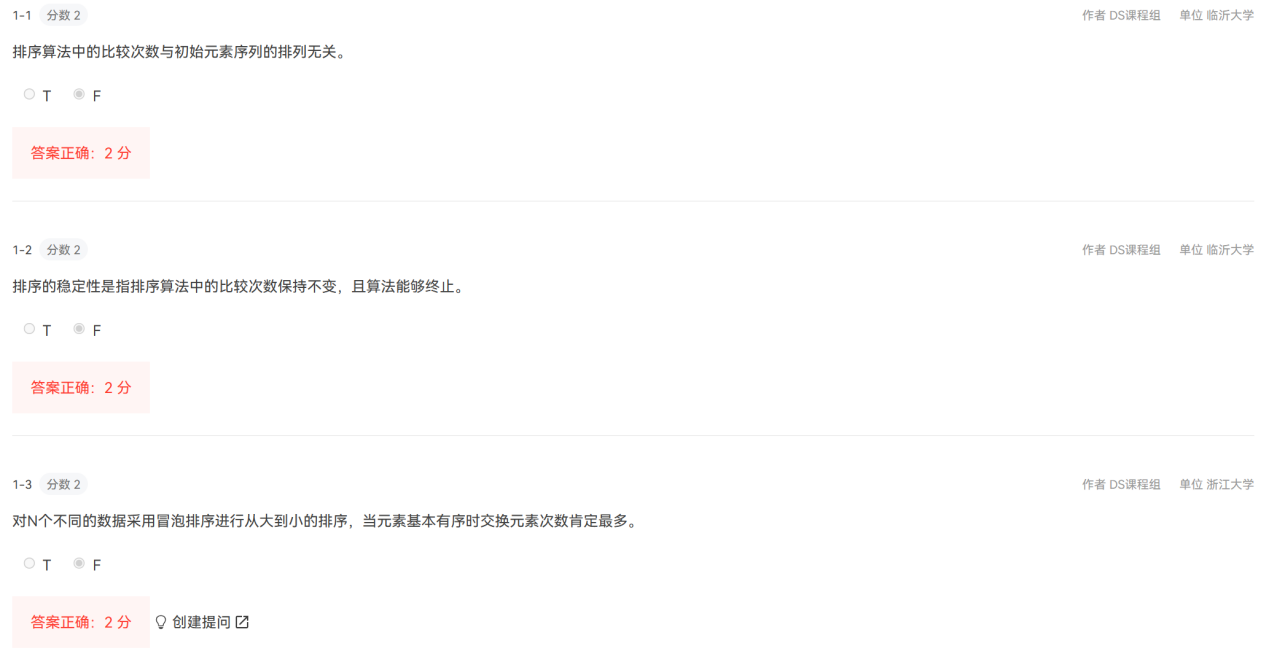 1-1 分数 2 作者 DS课程组 单位 临沂大学
排序算法中的比较次数与初始元素序列的排列无关。
T F
答案正确：2 分
1-2 分数 2 作者 DS课程组 单位 临沂大学
排序的稳定性是指排序算法中的比较次数保持不变，且算法能够终止。
T F
答案正确：2 分
1-3 分数 2 作者 DS课程组 单位 浙江大学
对N个不同的数据采用冒泡排序进行从大到小的排序，当元素基本有序时交换元素次数肯定最多。
T F
答案正确：2 分 创建提问